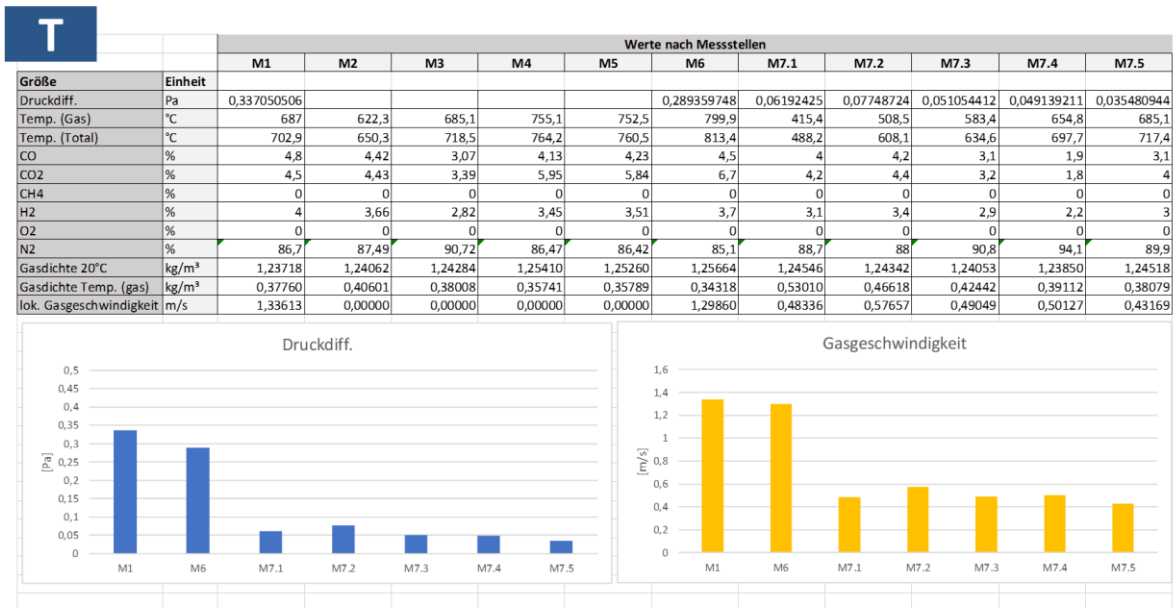 T
Werte nach Messstellen
M1 M2 M3 M4 M5 M6 M7.1 M7.2 M7.3 M7.4 M7.5
Größe Einheit
Druckdiff. Pa 0,337050506 0,289359748 0,06192425 0,07748724 0,051054412 0,049139211 0,035480944
Temp. (Gas) °C 687 622,3 685,1 755,1 752,5 799,9 415,4 508,5 583,4 654,8 685,1
Temp. (Total) °C 702,9 650,3 718,5 764,2 760,5 813,4 488,2 608,1 634,6 697,7 717,4
CO % 4,8 4,42 3,07 4,13 4,23 4,5 4 4,2 3,1 1,9 3,1
CO2 % 4,5 4,43 3,39 5,95 5,84 6,7 4,2 4,4 3,2 1,8 4
CH4 % 0 0 0 0 0 0 0 0 0 0 0
H2 % 4 3,66 2,82 3,45 3,51 3,7 3,1 3,4 2,9 2,2 3
O2 % 0 0 0 0 0 0 0 0 0 0 0
N2 % 86,7 87,49 90,72 86,47 86,42 85,1 88,7 88 90,8 94,1 89,9
Gasdichte 20°C kg/m³ 1,23718 1,24062 1,24284 1,25410 1,25260 1,25664 1,24546 1,24342 1,24053 1,23850 1,24518
Gasdichte Temp. (gas) kg/m³ 0,37760 0,40601 0,38008 0,35741 0,35789 0,34318 0,53010 0,46618 0,42442 0,39112 0,38079
lok. Gasgeschwindigkeit m/s 1,33613 0,00000 0,00000 0,00000 0,00000 1,29860 0,48336 0,57657 0,49049 0,50127 0,43169
Druckdiff.
0,5
0,45
0,4
0,35
0,3
0,25
0,2
0,15
0,1
0,05
0
[Pa]
M1 M6 M7.1 M7.2 M7.3 M7.4 M7.5
Gasgeschwindigkeit
1,6
1,4
1,2
1
0,8
0,6
0,4
0,2
0
[m/s]
M1 M6 M7.1 M7.2 M7.3 M7.4 M7.5